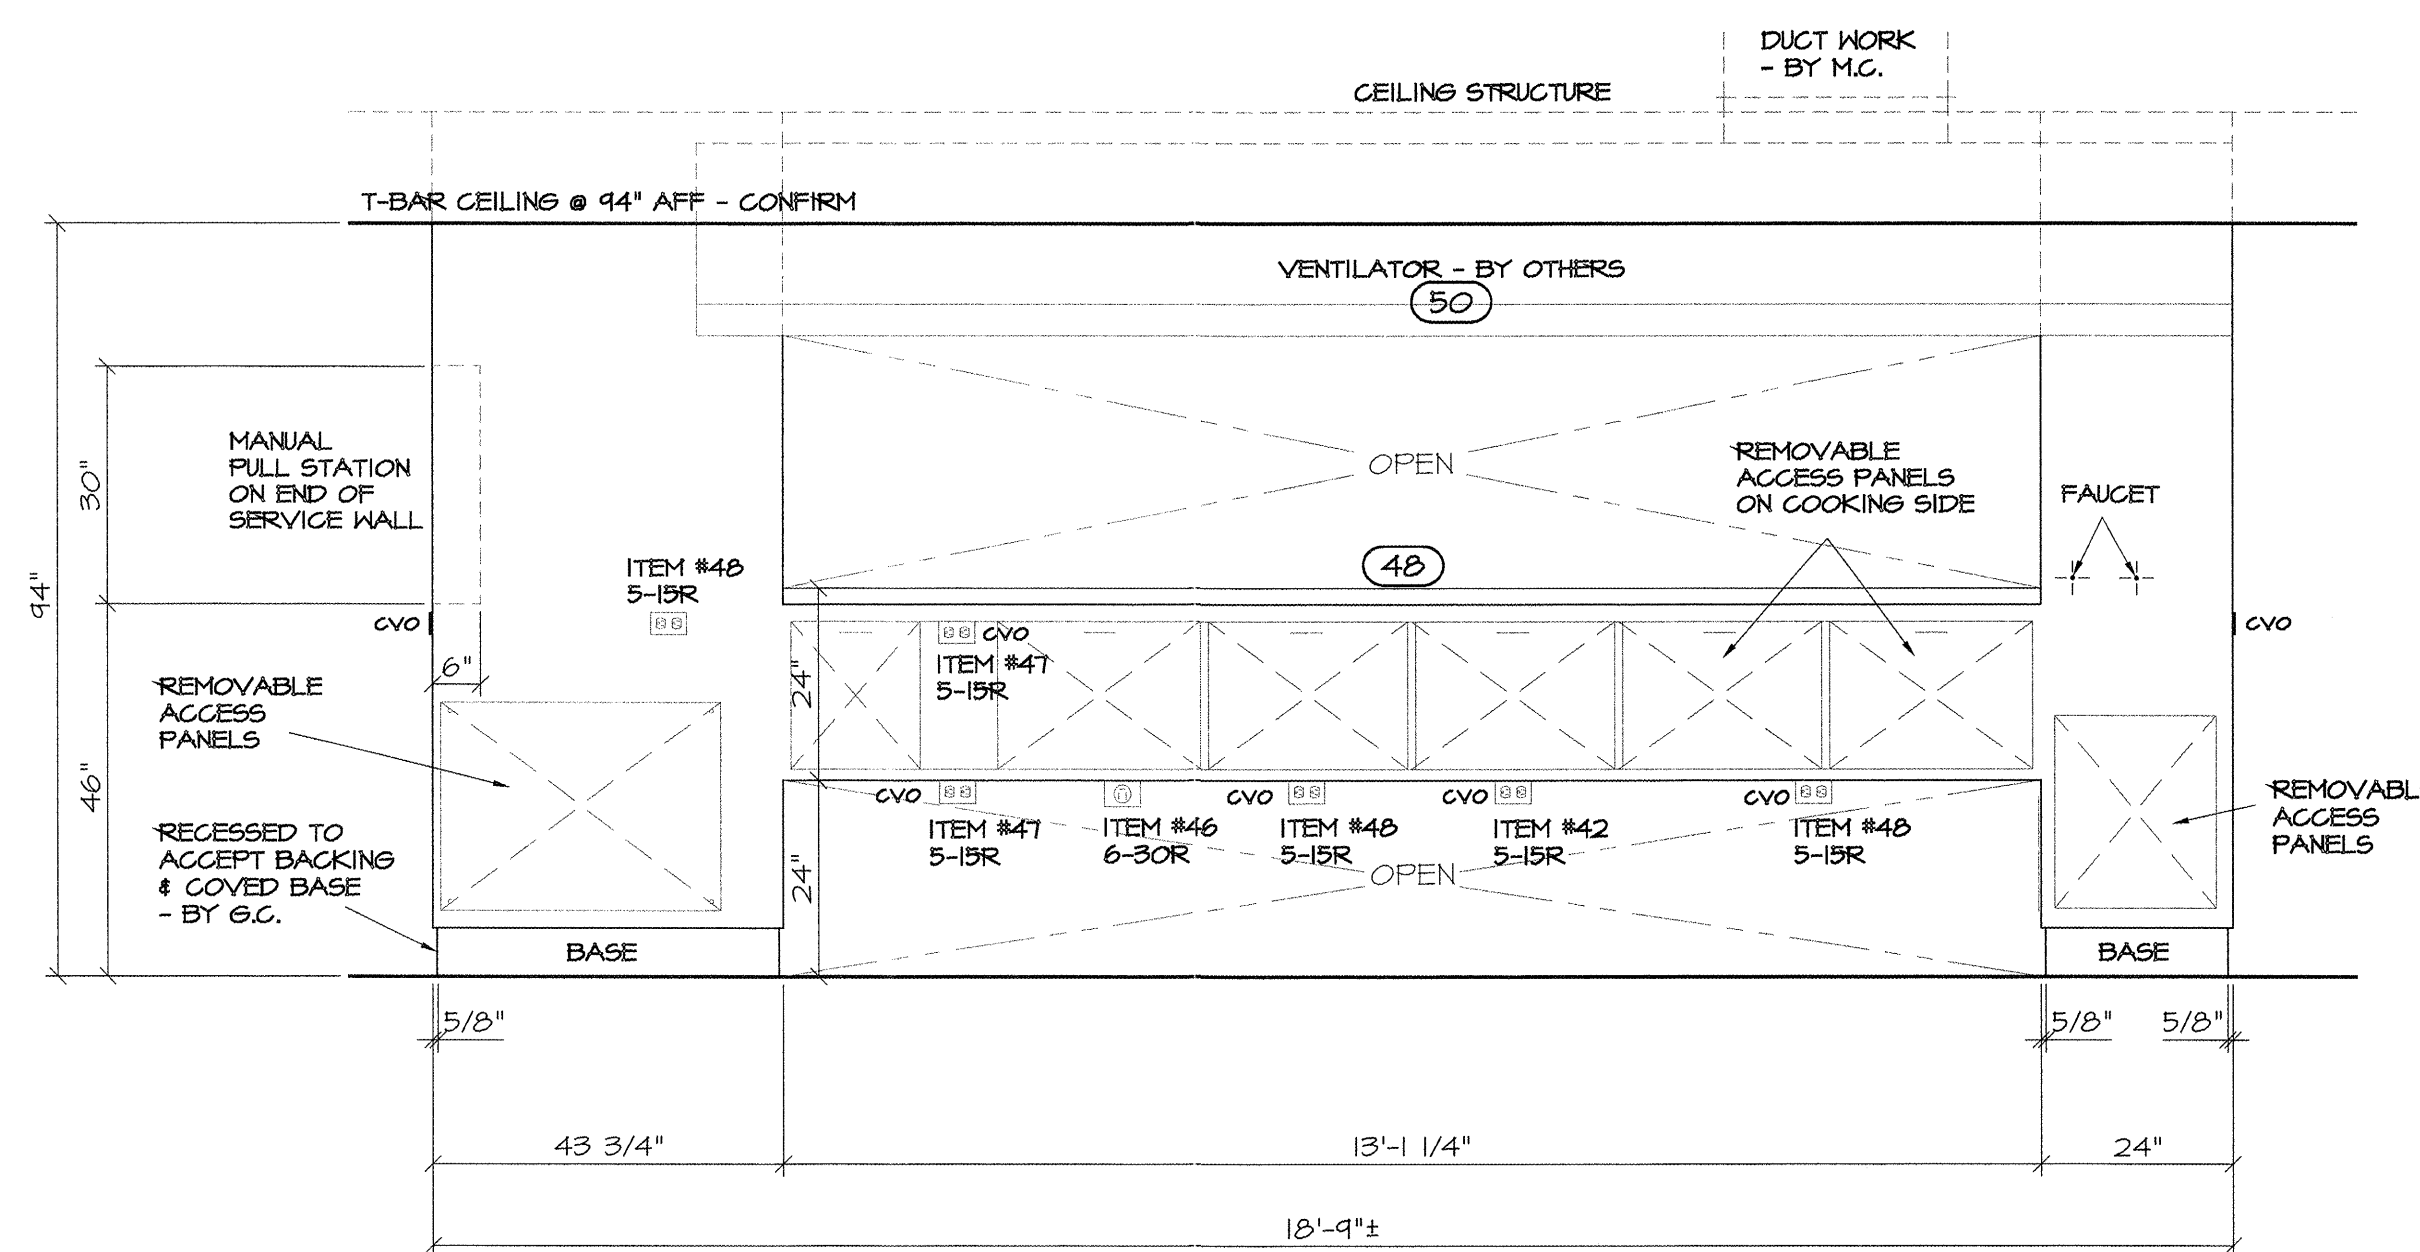 DUCT WORK
- BY M.C.
CEILING STRUCTURE
T-BAR CEILING @ 94" AFF - CONFIRM
VENTILATOR - BY OTHERS
50
MANUAL
PULL STATION
ON END OF
SERVICE WALL
30"
94"
46"
OPEN
REMOVABLE
ACCESS PANELS
ON COOKING SIDE
FAUCET
ITEM #48
5-15R
48
CVO
CVO
ITEM #47
5-15R
CVO
6"
24"
REMOVABLE
ACCESS
PANELS
RECESSED TO
ACCEPT BACKING
& COVED BASE
- BY G.C.
CVO
ITEM #47
5-15R
ITEM #46
6-30R
CVO
ITEM #48
5-15R
CVO
ITEM #42
5-15R
CVO
ITEM #48
5-15R
REMOVABL
ACCESS
PANELS
24"
OPEN
BASE
BASE
5/8"
5/8"
5/8"
43 3/4"
13'-1 1/4"
24"
18'-9"±